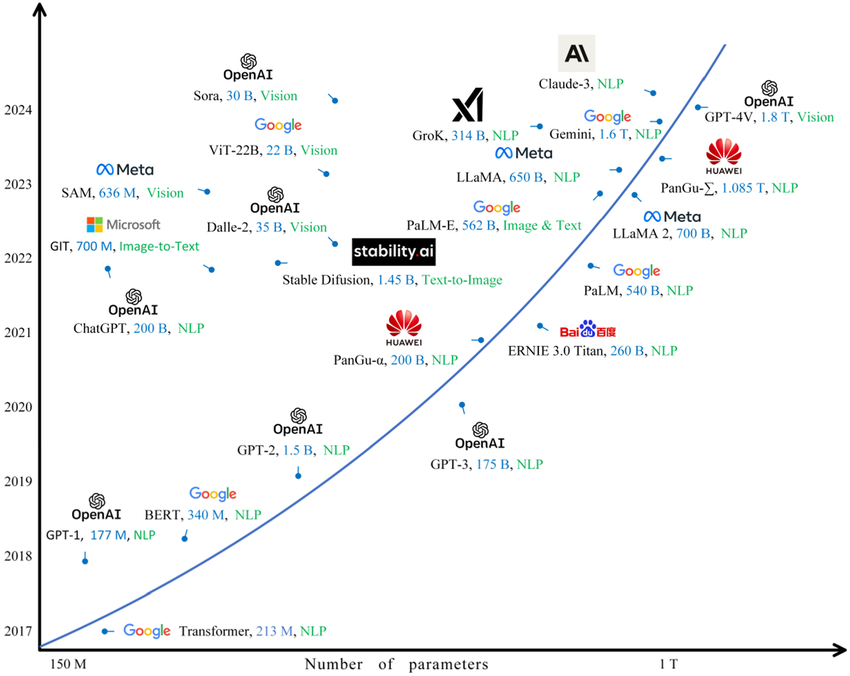 OpenAI
Sora, 30 B, Vision
Google
ViT-22B, 22 B, Vision
Meta
SAM, 636 M, Vision
OpenAI
Dalle-2, 35 B, Vision
Microsoft
GIT, 700 M, Image-to-Text
stability.ai
Stable Difusion, 1.45 B, Text-to-Image
OpenAI
ChatGPT, 200 B, NLP
A\
Claude-3, NLP
xI
GroK, 314 B, NLP
Google
Gemini, 1.6 T, NLP
OpenAI
GPT-4V, 1.8 T, Vision
Meta
LLaMA, 650 B, NLP
HUAWEI
PanGu-∑, 1.085 T, NLP
Google
PaLM-E, 562 B, Image & Text
Meta
LLaMA 2, 700 B, NLP
Google
PaLM, 540 B, NLP
HUAWEI
PanGu-α, 200 B, NLP
Baidu百度
ERNIE 3.0 Titan, 260 B, NLP
OpenAI
GPT-2, 1.5 B, NLP
OpenAI
GPT-3, 175 B, NLP
Google
BERT, 340 M, NLP
OpenAI
GPT-1, 177 M, NLP
Google Transformer, 213 M, NLP
2024
2023
2022
2021
2020
2019
2018
2017
150 M Number of parameters 1 T